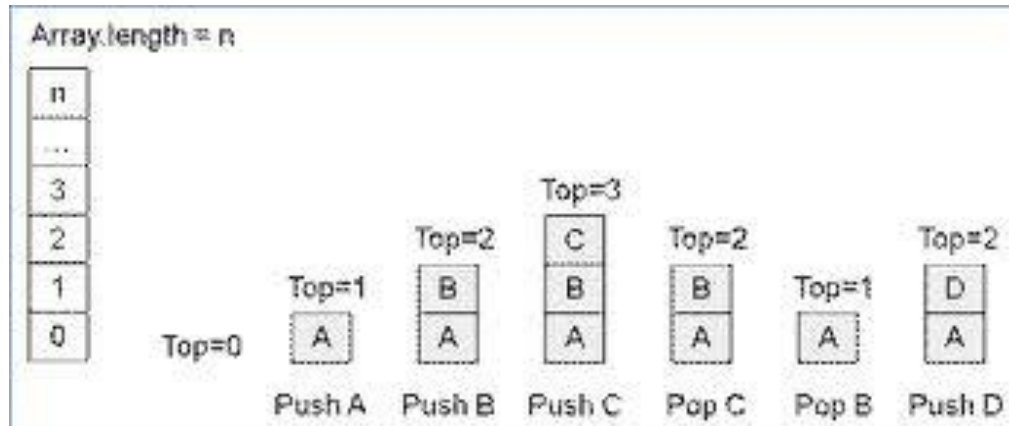 Array.length = n
n
...
3
2
1
0
Top=0
Top=1
A
Push A
Top=2
B
A
Push B
Top=3
C
B
A
Push C
Top=2
B
A
Pop C
Top=1
A
Pop B
Top=2
D
A
Push D